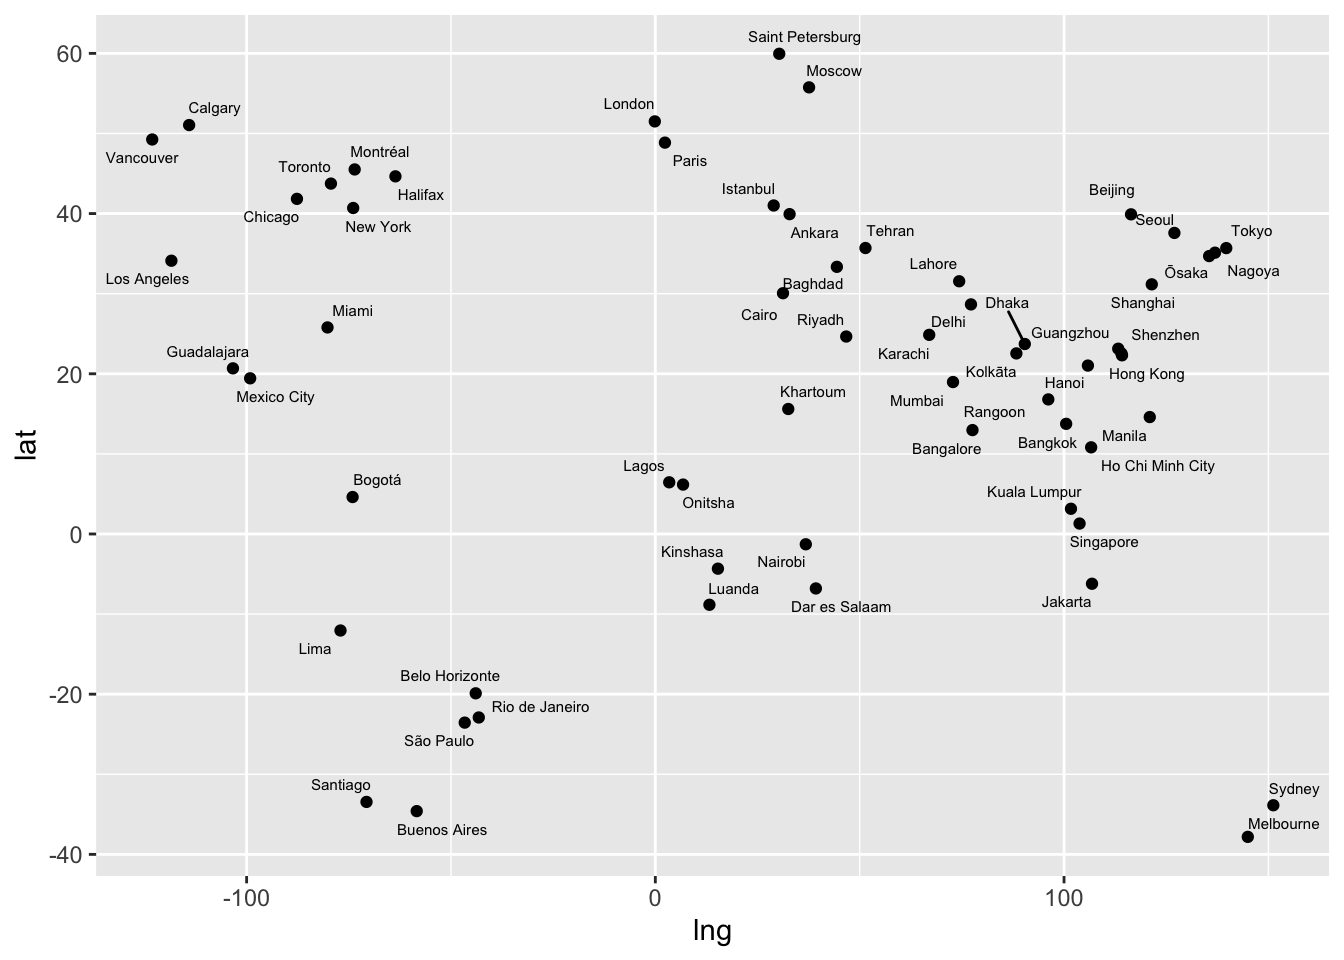 Saint Petersburg
60
Moscow
London
Calgary
Vancouver
Montréal
Toronto
Paris
Halifax
Istanbul
Beijing
40
Chicago
Seoul
New York
Ankara
Tehran
Tokyo
Lahore
Nagoya
Ōsaka
Los Angeles
Baghdad
Dhaka
Shanghai
Miami
Cairo
Riyadh
Delhi
Guangzhou
Shenzhen
Guadalajara
Karachi
20
Kolkāta
Hong Kong
Hanoi
Khartoum
Mexico City
Mumbai
Rangoon
Manila
Bangkok
Bangalore
lat
Lagos
Ho Chi Minh City
Bogotá
Kuala Lumpur
Onitsha
0
Singapore
Kinshasa
Nairobi
Luanda
Jakarta
Dar es Salaam
Lima
Belo Horizonte
-20
Rio de Janeiro
São Paulo
Santiago
Sydney
Melbourne
Buenos Aires
-40
-100
0
100
lng